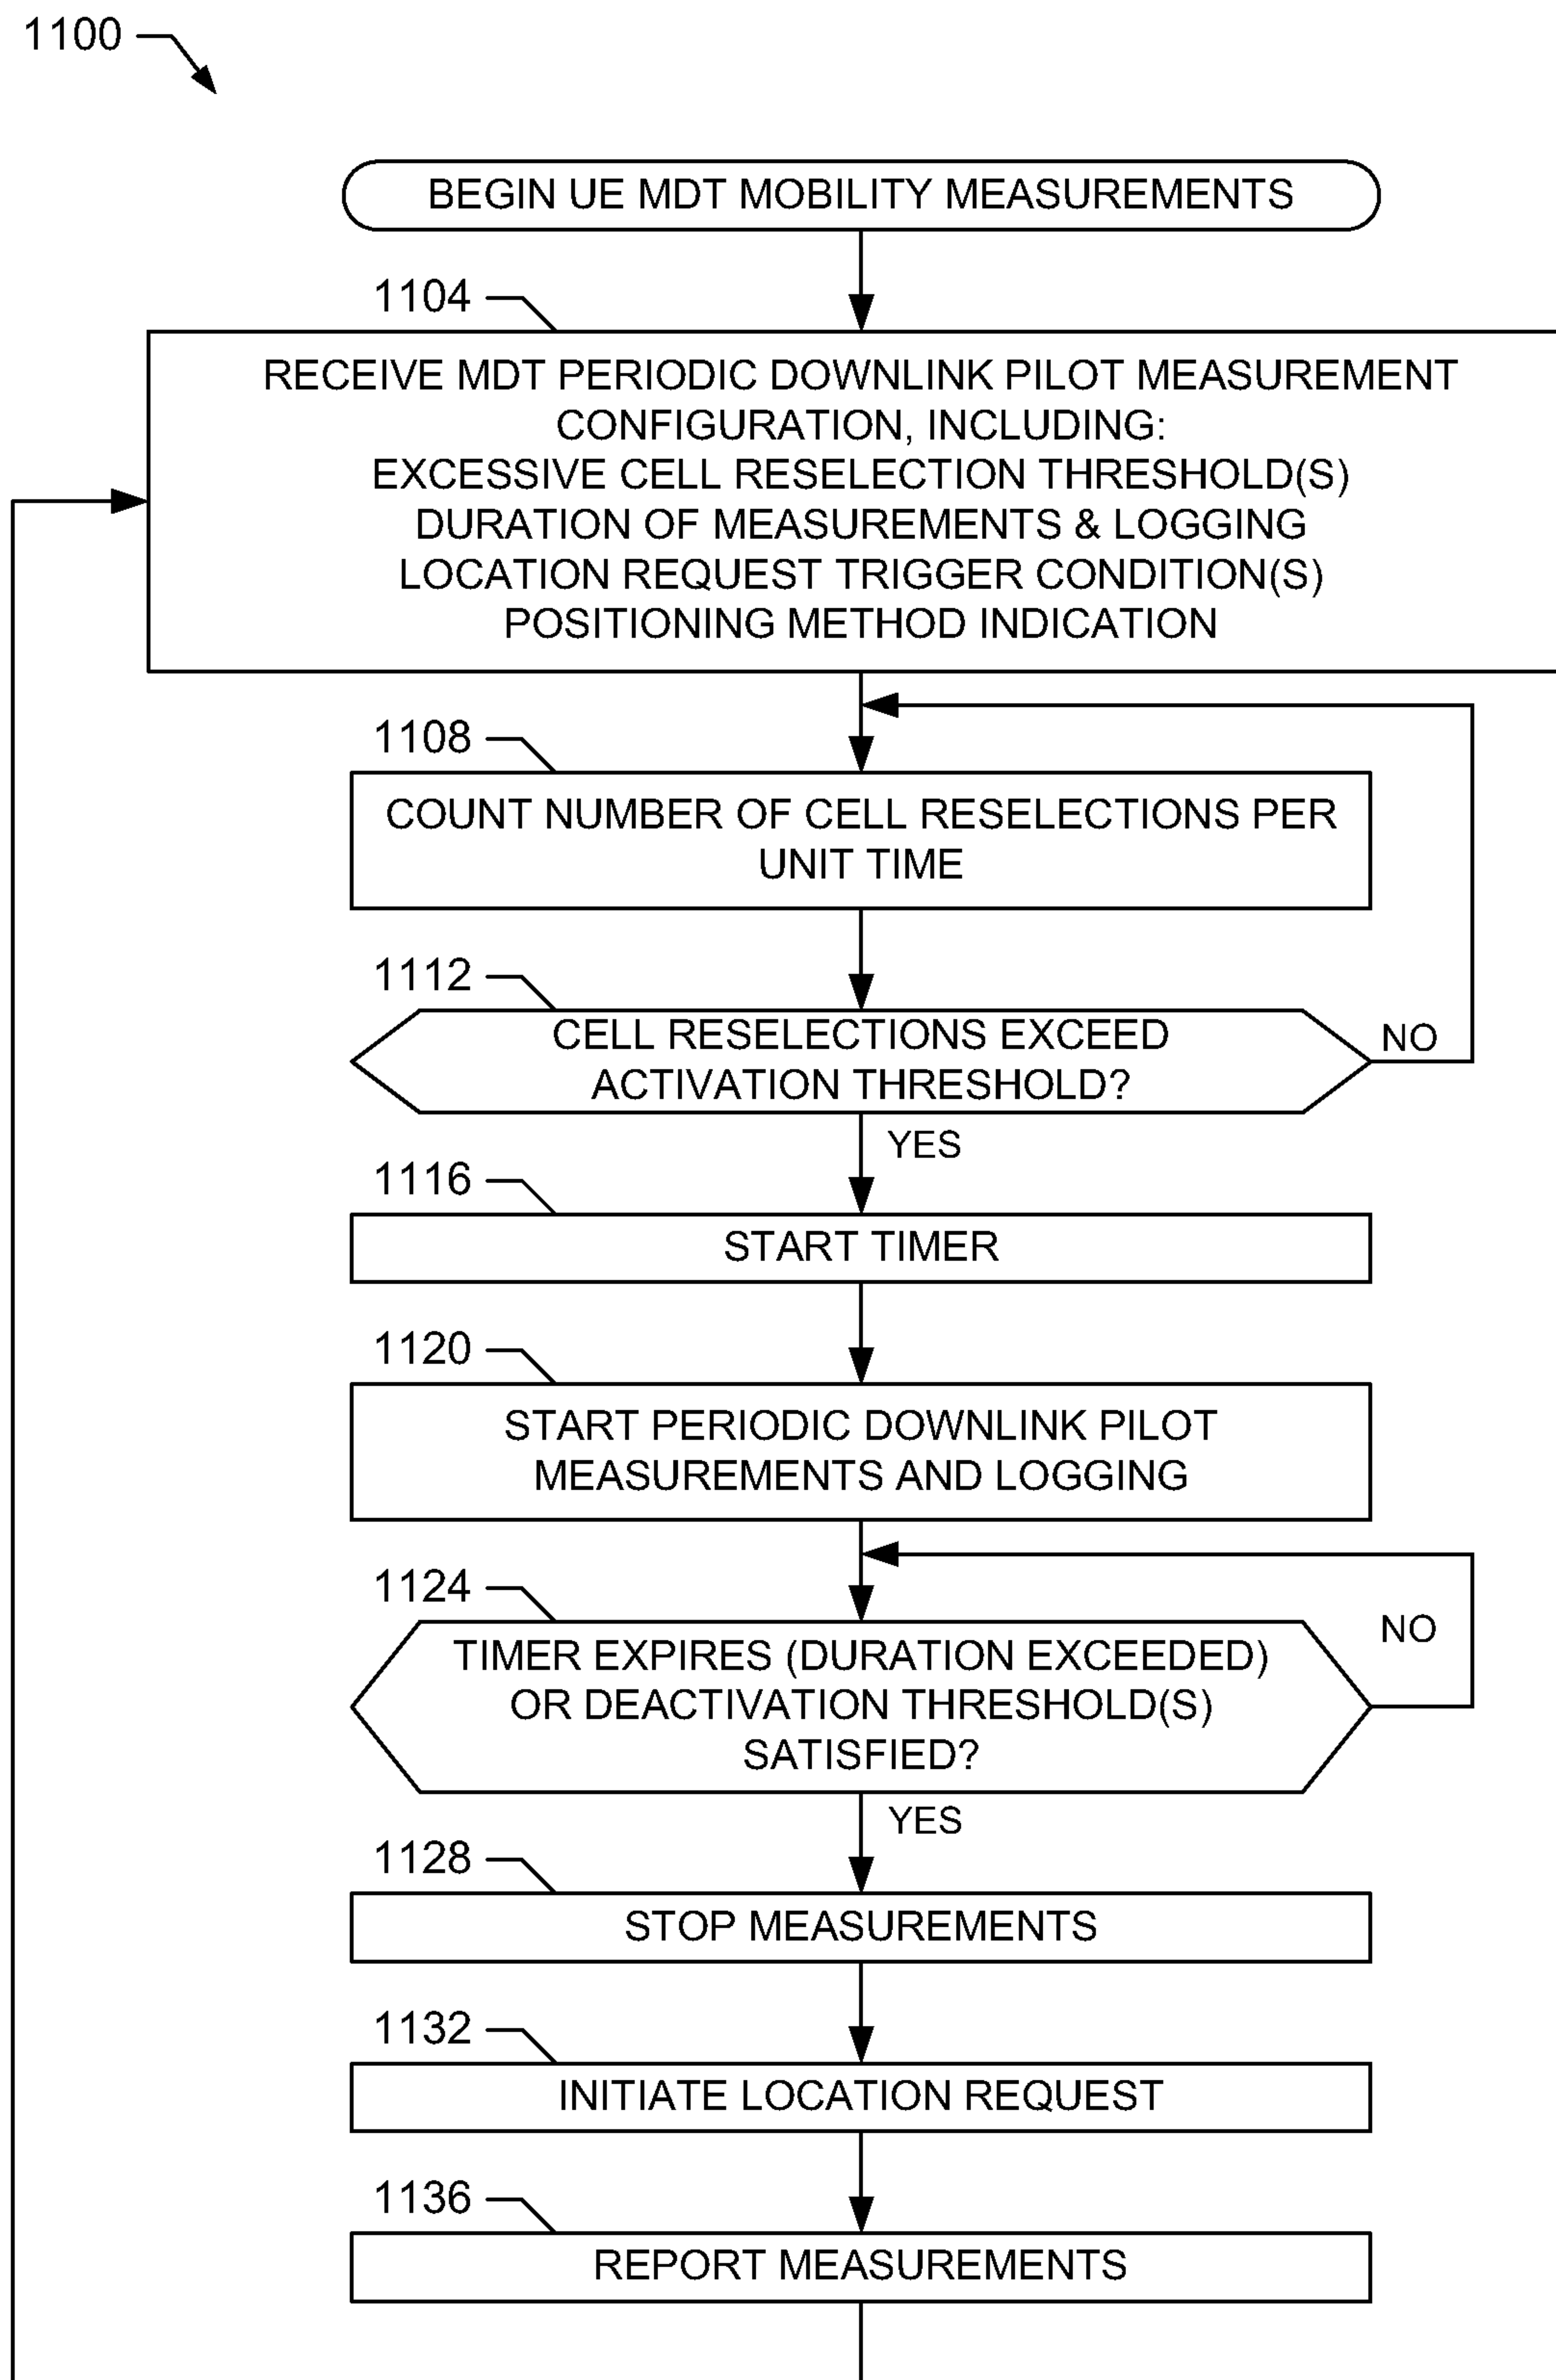 1100
BEGIN UE MDT MOBILITY MEASUREMENTS
1104
RECEIVE MDT PERIODIC DOWNLINK PILOT MEASUREMENT
CONFIGURATION, INCLUDING:
EXCESSIVE CELL RESELECTION THRESHOLD(S)
DURATION OF MEASUREMENTS & LOGGING
LOCATION REQUEST TRIGGER CONDITION(S)
POSITIONING METHOD INDICATION
1108
COUNT NUMBER OF CELL RESELECTIONS PER
UNIT TIME
1112
CELL RESELECTIONS EXCEED
ACTIVATION THRESHOLD?
NO
YES
1116
START TIMER
1120
START PERIODIC DOWNLINK PILOT
MEASUREMENTS AND LOGGING
1124
TIMER EXPIRES (DURATION EXCEEDED)
OR DEACTIVATION THRESHOLD(S)
SATISFIED?
NO
YES
1128
STOP MEASUREMENTS
1132
INITIATE LOCATION REQUEST
1136
REPORT MEASUREMENTS